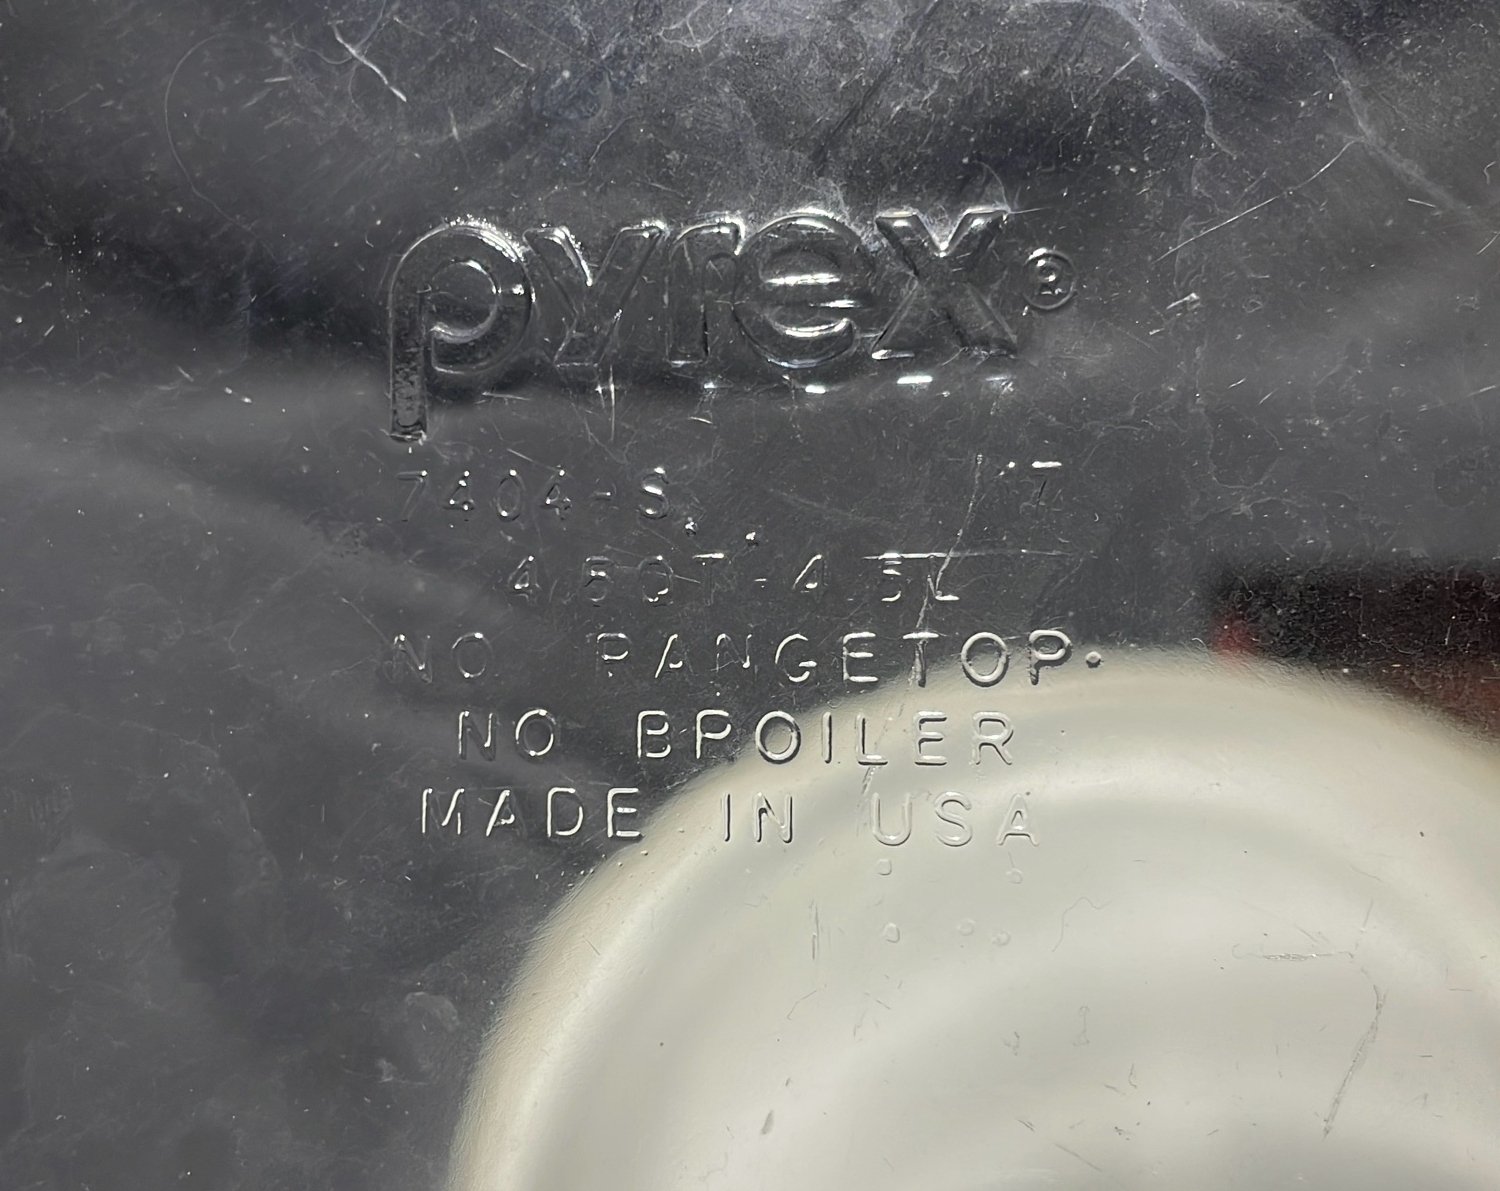 pyrex®
7404-S T
4.5QT-4.5L
NO RANGETOP.
NO BROILER
MADE IN USA